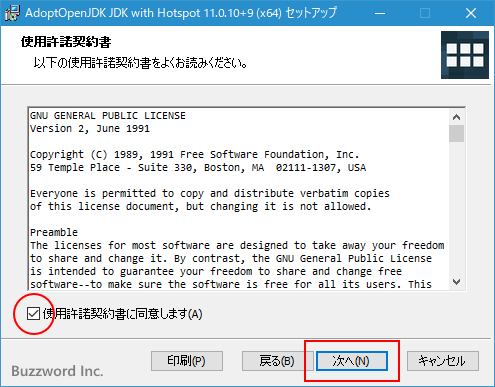 AdoptOpenJDK JDK with Hotspot 11.0.10+9 (x64) セットアップ
使用許諾契約書
以下の使用許諾契約書をよくお読みください。
GNU GENERAL PUBLIC LICENSE
Version 2, June 1991
Copyright (C) 1989, 1991 Free Software Foundation, Inc.
59 Temple Place - Suite 330, Boston, MA  02111-1307, USA
Everyone is permitted to copy and distribute verbatim copies
of this license document, but changing it is not allowed.
Preamble
The licenses for most software are designed to take away your freedom
to share and change it. By contrast, the GNU General Public License
is intended to guarantee your freedom to share and change free
software--to make sure the software is free for all its users. This
使用許諾契約書に同意します(A)
印刷(P) 戻る(B) 次へ(N) キャンセル
Buzzword Inc.